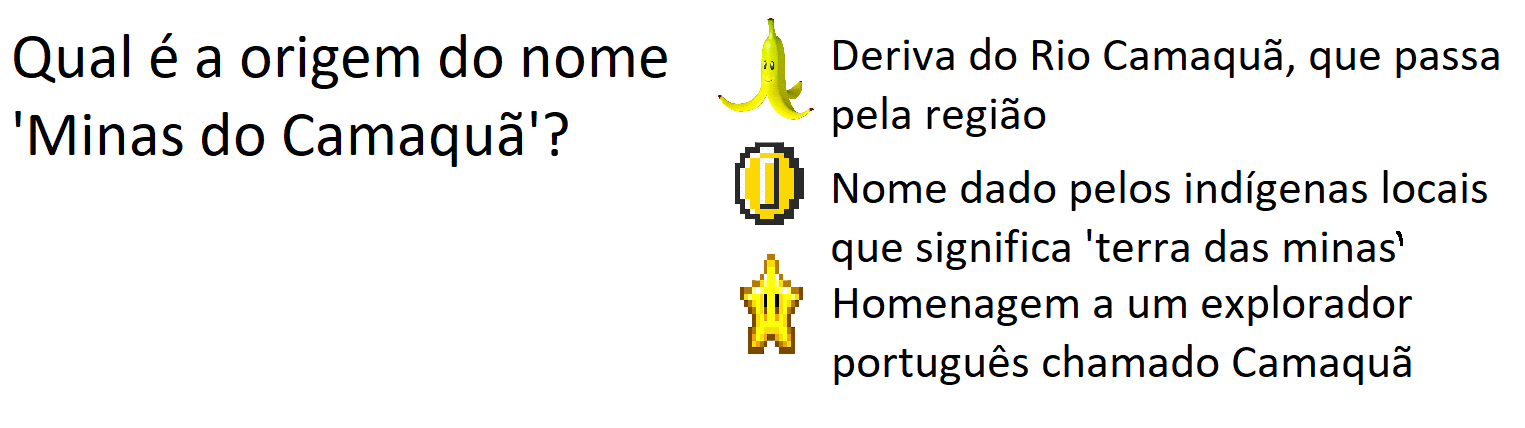 Qual é a origem do nome
'Minas do Camaquã'?
Deriva do Rio Camaquã, que passa
pela região
Nome dado pelos indígenas locais
que significa 'terra das minas'
Homenagem a um explorador
português chamado Camaquã